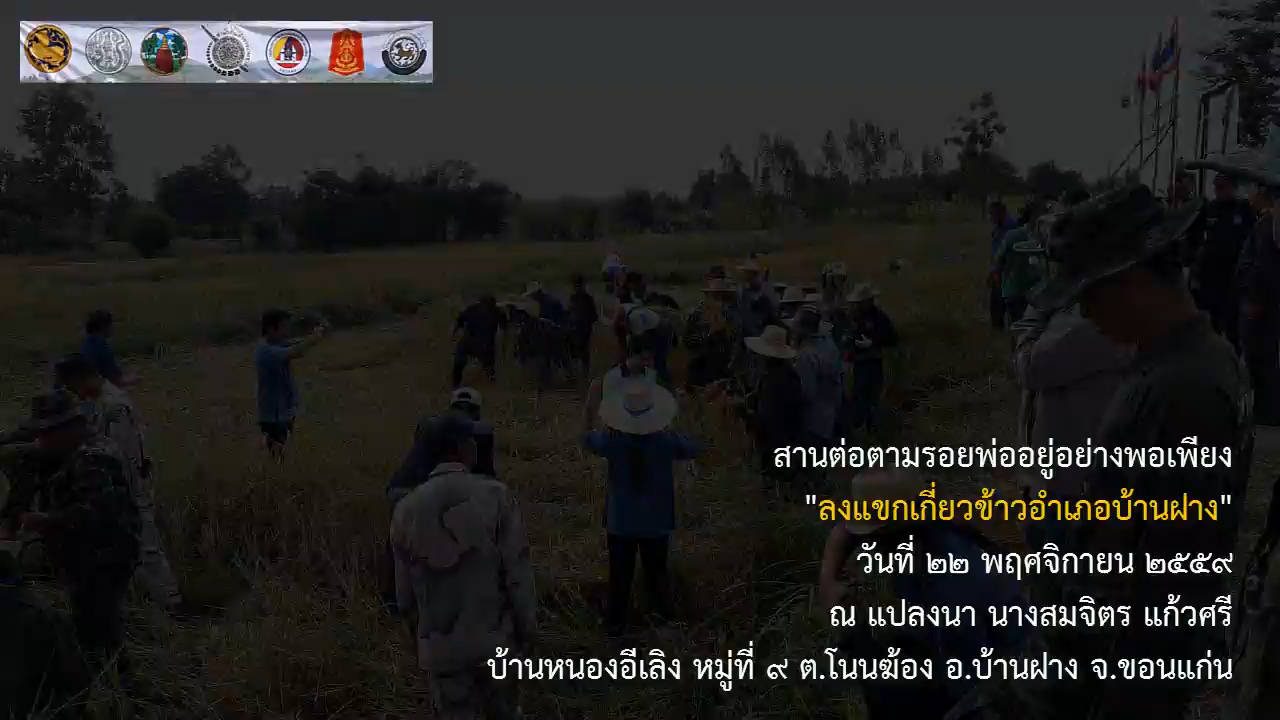 สานต่อตามรอยพ่ออยู่อย่างพอเพียง
"ลงแขกเกี่ยวข้าวอำเภอบ้านฝาง"
วันที่ ๒๒ พฤศจิกายน ๒๕๕๙
ณ แปลงนา นางสมจิตร แก้วศรี
บ้านหนองอีเลิง หมู่ที่ ๙ ต.โนนฆ้อง อ.บ้านฝาง จ.ขอนแก่น